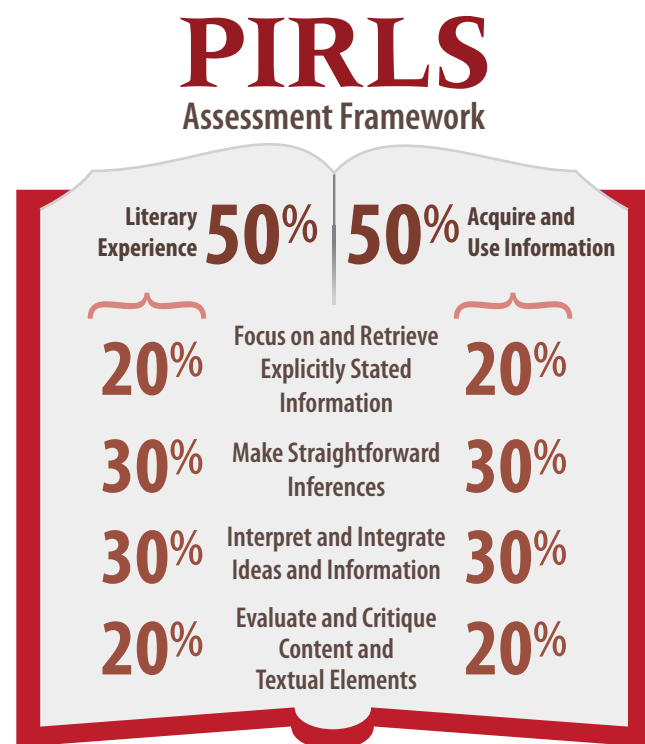 PIRLS
Assessment Framework
Literary
Experience
50%
50%
Acquire and
Use Information
20%
Focus on and Retrieve
Explicitly Stated
Information
20%
30%
Make Straightforward
Inferences
30%
30%
Interpret and Integrate
Ideas and Information
30%
20%
Evaluate and Critique
Content and
Textual Elements
20%